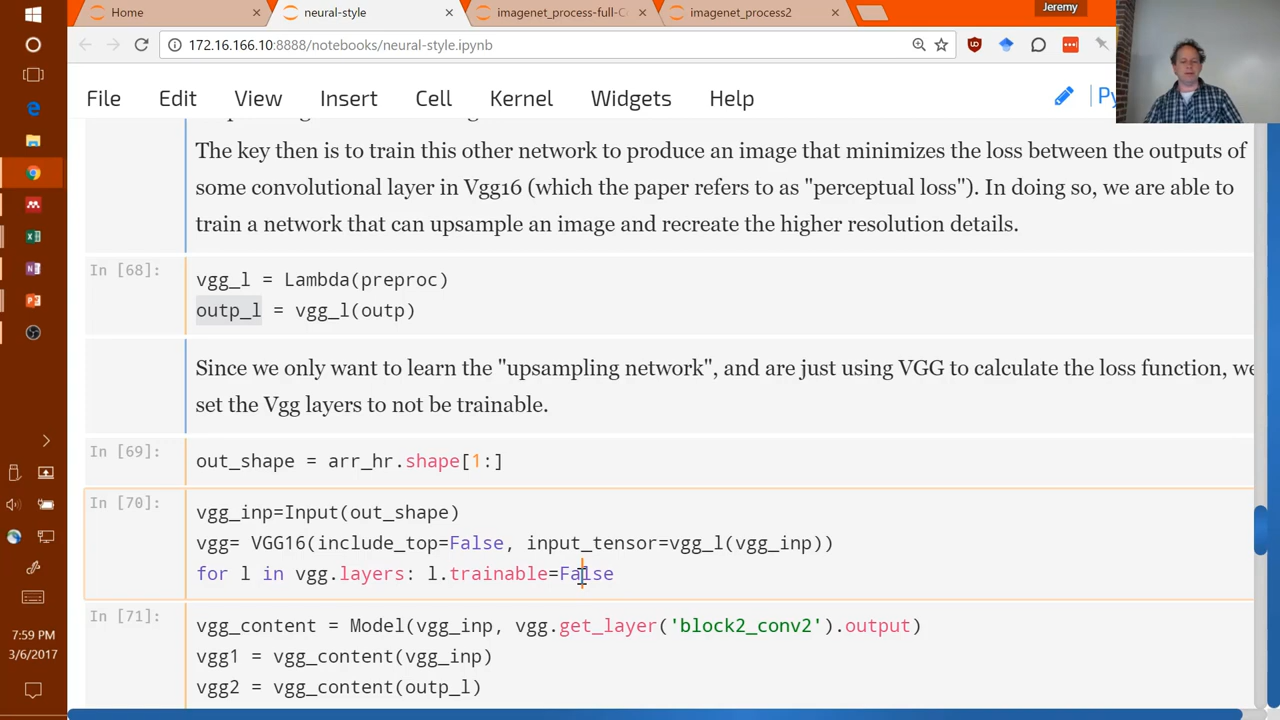 Home
neural-style
imagenet_process-full-C
imagenet_process2
Jeremy
172.16.166.10:8888/notebooks/neural-style.ipynb
File Edit View Insert Cell Kernel Widgets Help
The key then is to train this other network to produce an image that minimizes the loss between the outputs of
some convolutional layer in Vgg16 (which the paper refers to as "perceptual loss"). In doing so, we are able to
train a network that can upsample an image and recreate the higher resolution details.
In [68]:
vgg_l = Lambda(preproc)
outp_l = vgg_l(outp)
Since we only want to learn the "upsampling network", and are just using VGG to calculate the loss function, we
set the Vgg layers to not be trainable.
In [69]:
out_shape = arr_hr.shape[1:]
In [70]:
vgg_inp=Input(out_shape)
vgg= VGG16(include_top=False, input_tensor=vgg_l(vgg_inp))
for l in vgg.layers: l.trainable=False
In [71]:
vgg_content = Model(vgg_inp, vgg.get_layer('block2_conv2').output)
vgg1 = vgg_content(vgg_inp)
vgg2 = vgg_content(outp_l)
7:59 PM
3/6/2017